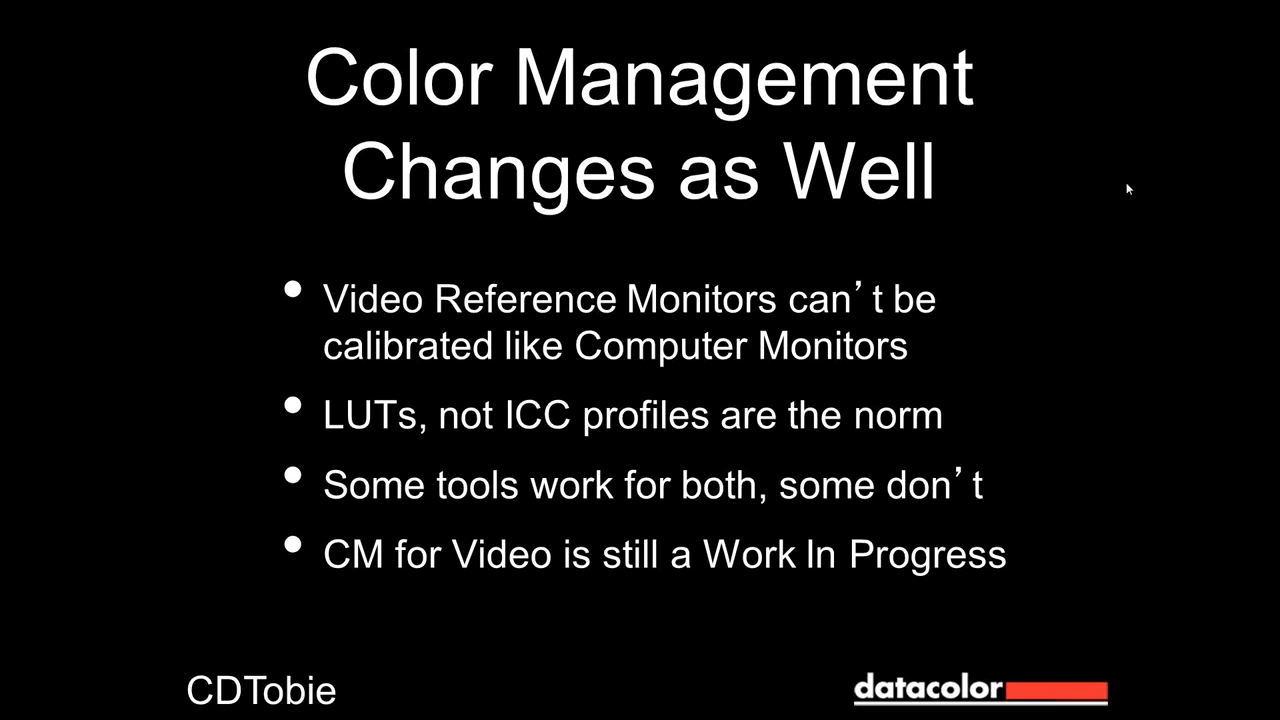 Color Management
Changes as Well
• Video Reference Monitors can’t be
calibrated like Computer Monitors
• LUTs, not ICC profiles are the norm
• Some tools work for both, some don’t
• CM for Video is still a Work In Progress
CDTobie
datacolor